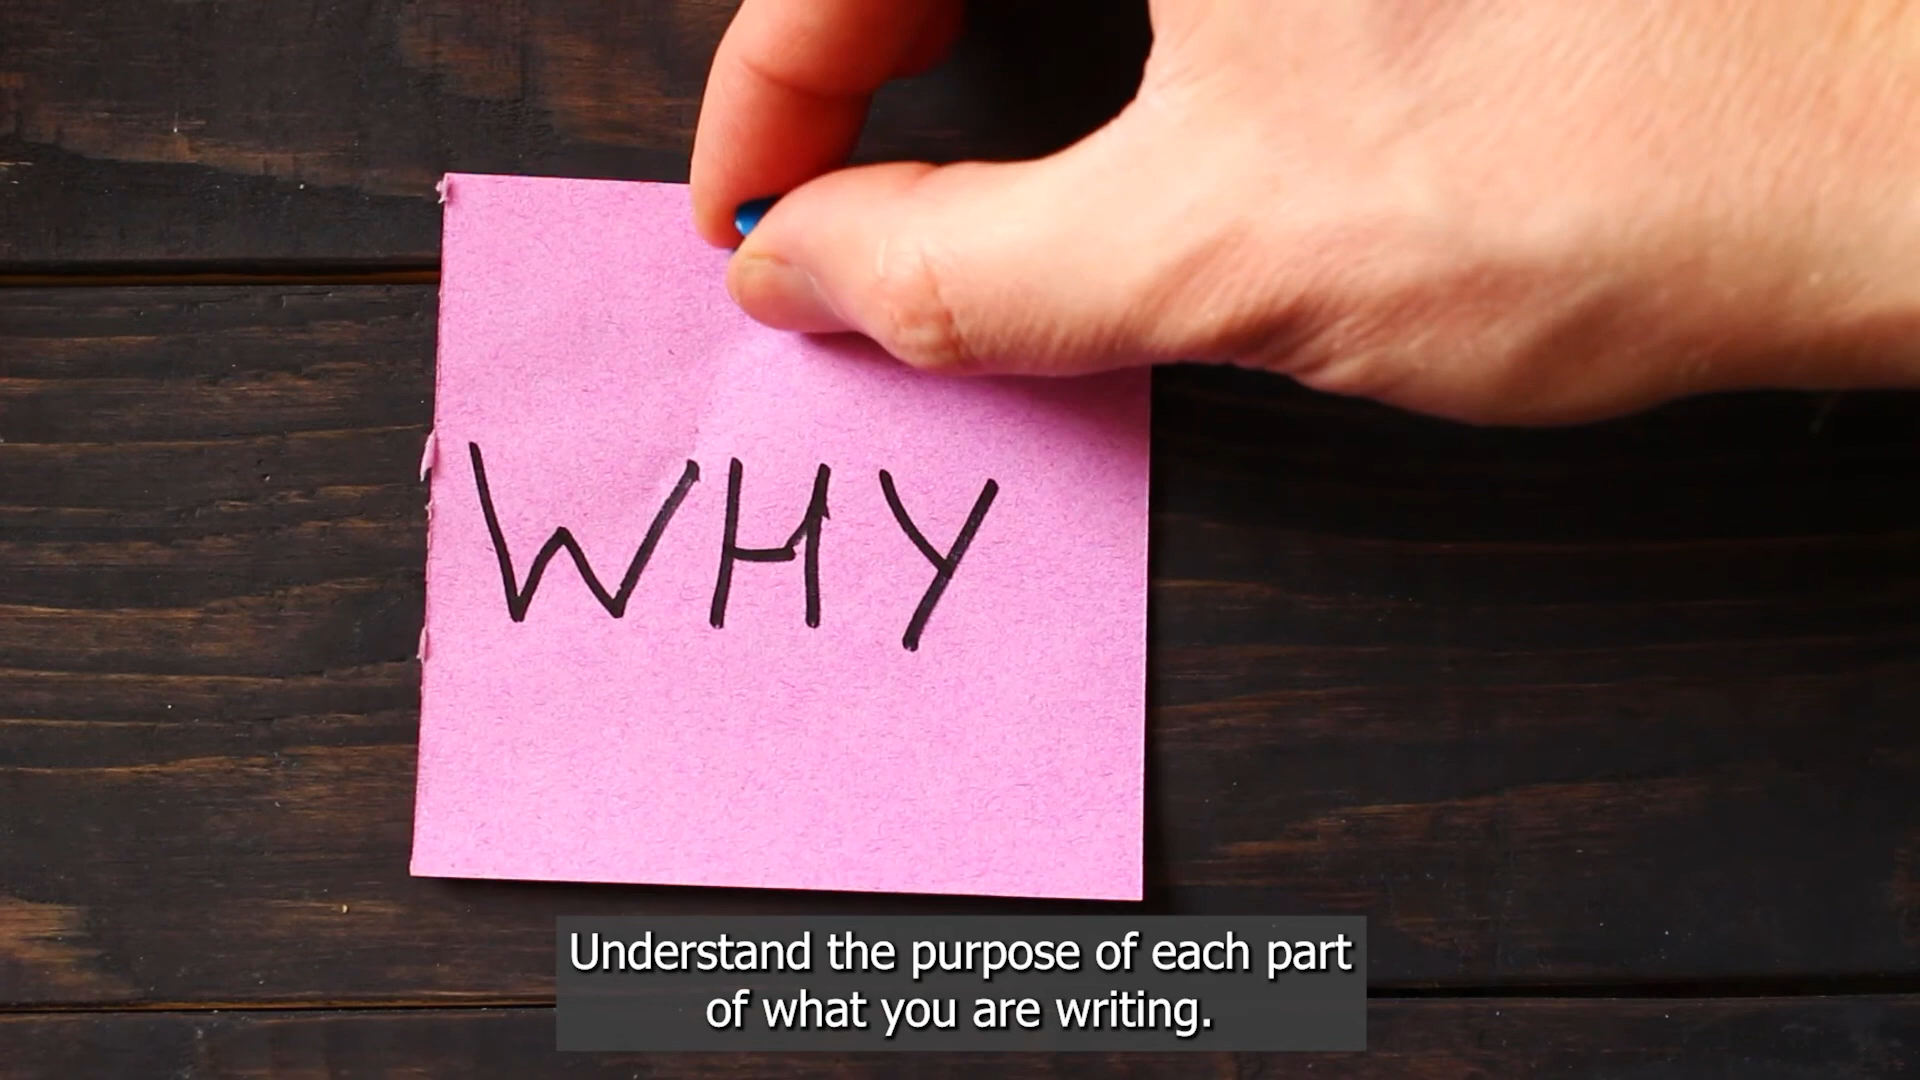 WHY
Understand the purpose of each part
of what you are writing.